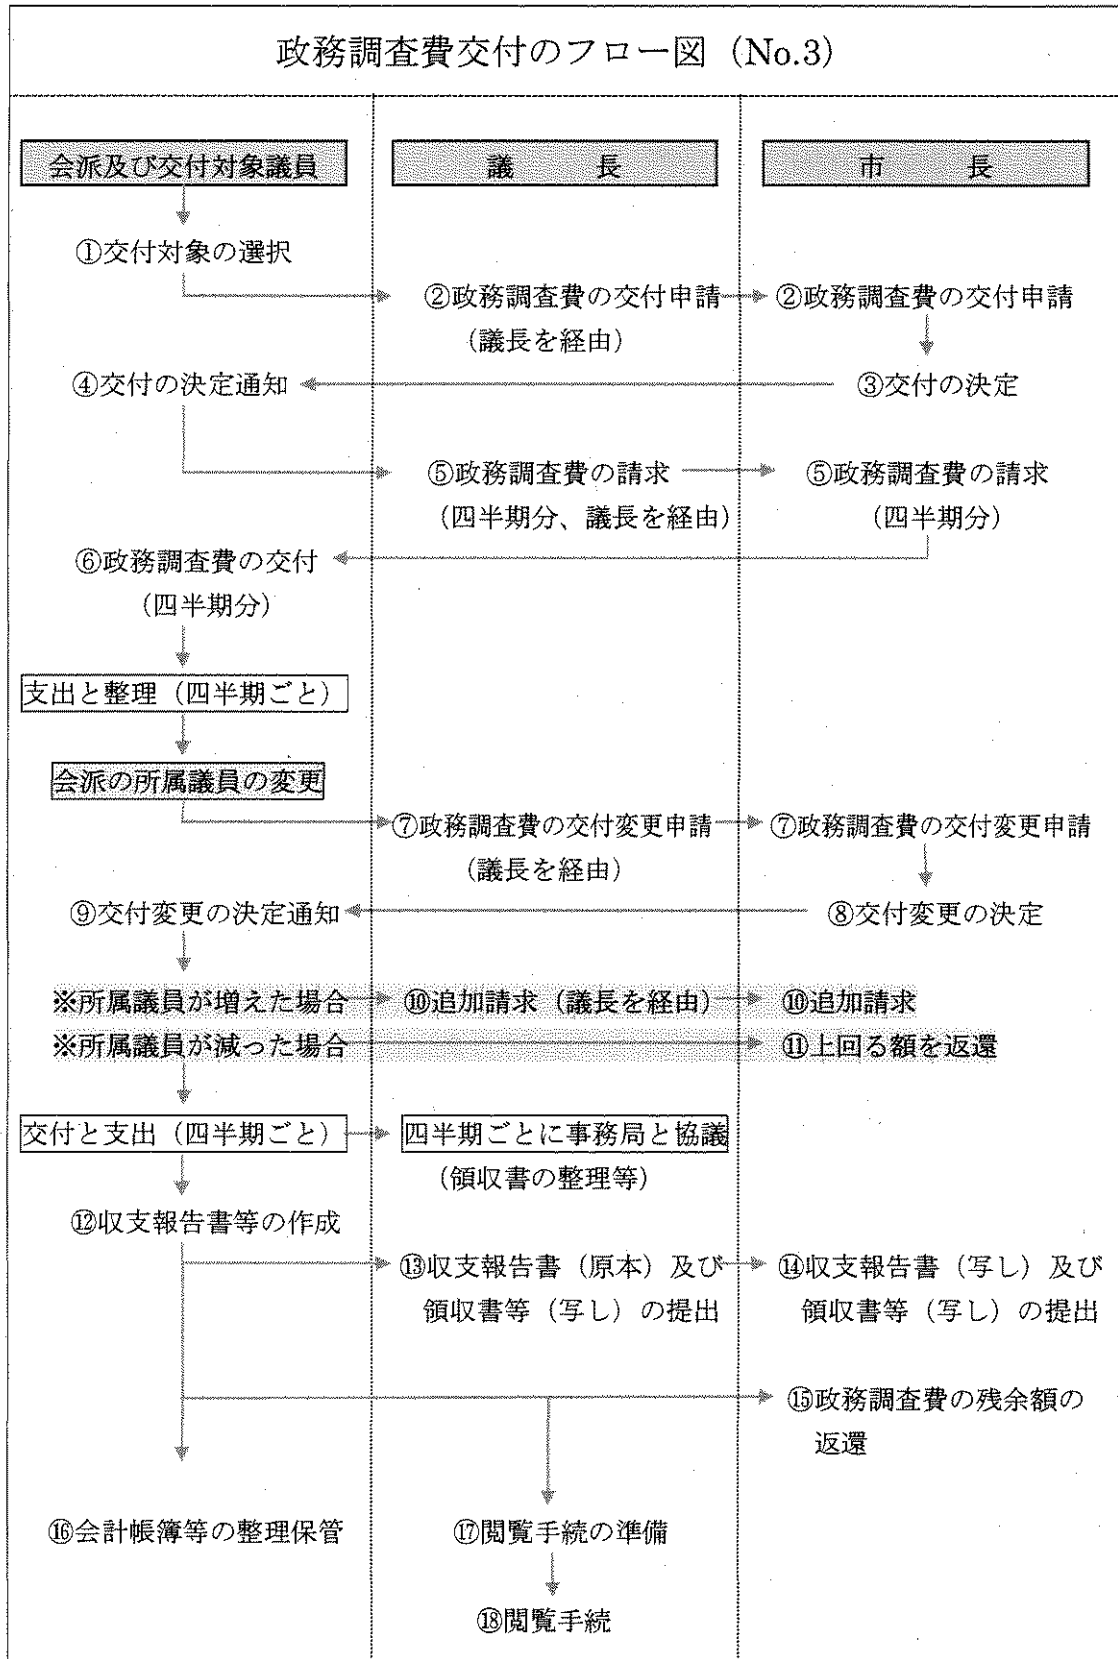 政務調査費交付のフロー図（No.3）
会派及び交付対象議員
議　　長
市　　長
①交付対象の選択
②政務調査費の交付申請
（議長を経由）
②政務調査費の交付申請
④交付の決定通知
③交付の決定
⑤政務調査費の請求
（四半期分、議長を経由）
⑤政務調査費の請求
（四半期分）
⑥政務調査費の交付
（四半期分）
支出と整理（四半期ごと）
会派の所属議員の変更
⑦政務調査費の交付変更申請
（議長を経由）
⑦政務調査費の交付変更申請
⑨交付変更の決定通知
⑧交付変更の決定
※所属議員が増えた場合
⑩追加請求（議長を経由）
⑩追加請求
※所属議員が減った場合
⑪上回る額を返還
交付と支出（四半期ごと）
四半期ごとに事務局と協議
（領収書の整理等）
⑫収支報告書等の作成
⑬収支報告書（原本）及び
領収書等（写し）の提出
⑭収支報告書（写し）及び
領収書等（写し）の提出
⑮政務調査費の残余額の
返還
⑯会計帳簿等の整理保管
⑰閲覧手続の準備
⑱閲覧手続